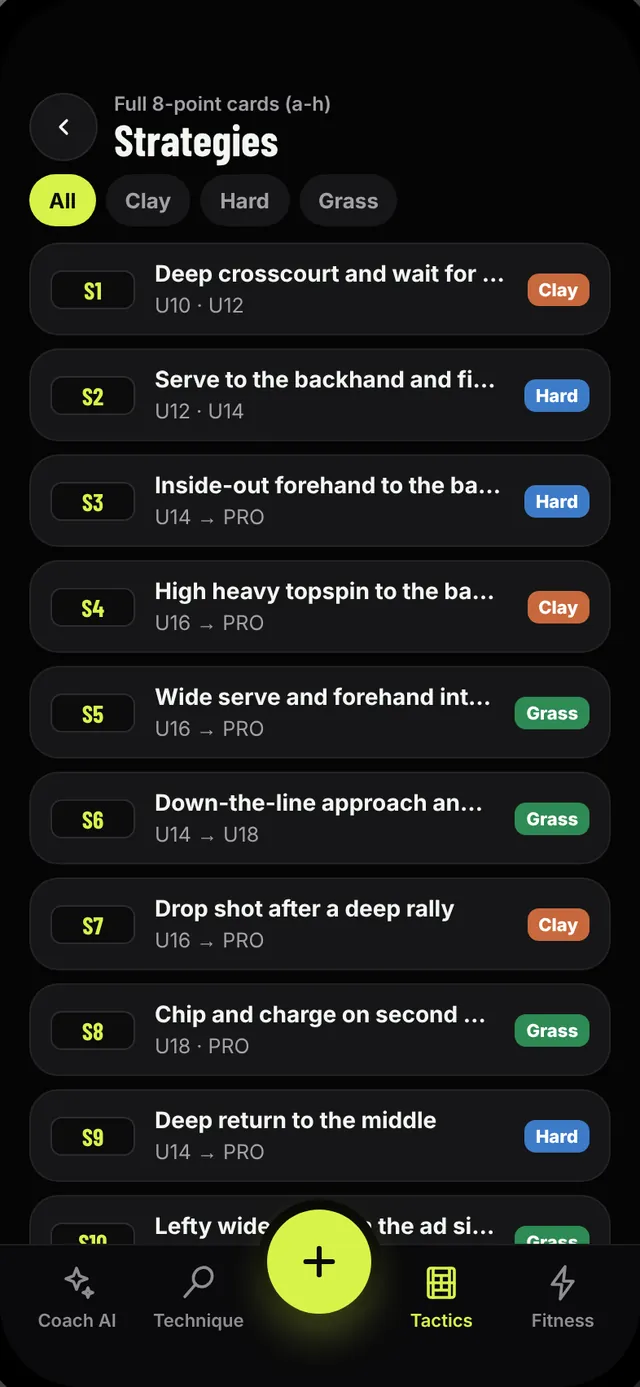 Full 8-point cards (a-h)
Strategies
All
Clay
Hard
Grass
S1
Deep crosscourt and wait for ...
U10 · U12
Clay
S2
Serve to the backhand and fi...
U12 · U14
Hard
S3
Inside-out forehand to the ba...
U14 → PRO
Hard
S4
High heavy topspin to the ba...
U16 → PRO
Clay
S5
Wide serve and forehand int...
U16 → PRO
Grass
S6
Down-the-line approach an...
U14 → U18
Grass
S7
Drop shot after a deep rally
U16 → PRO
Clay
S8
Chip and charge on second ...
U18 · PRO
Grass
S9
Deep return to the middle
U14 → PRO
Hard
S10
Lefty wide the ad si...
Grass
Coach AI
Technique
Tactics
Fitness